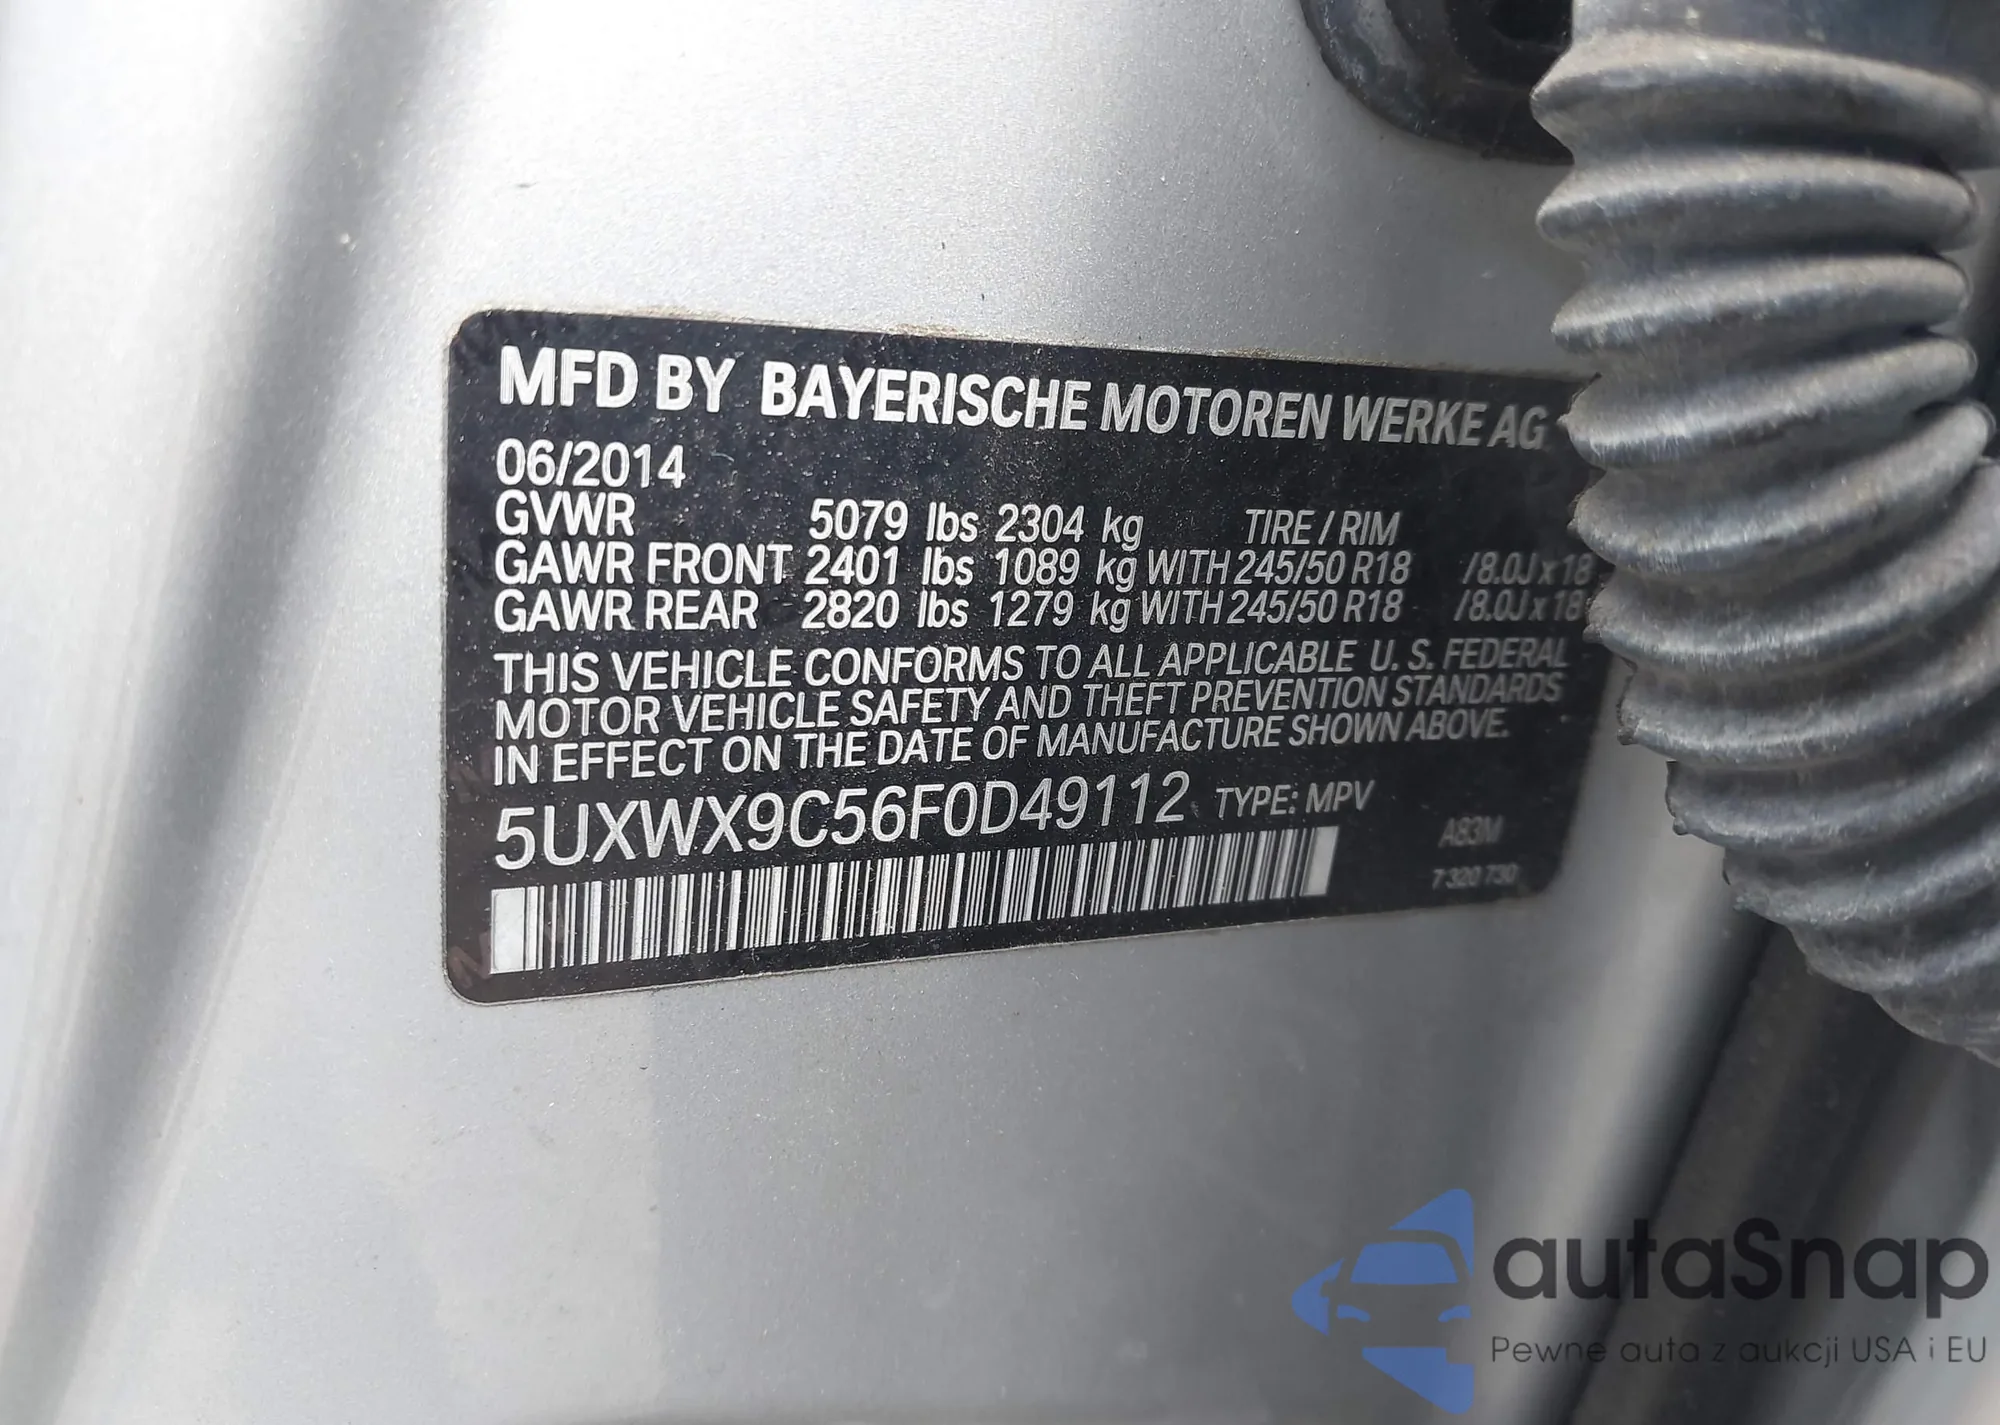 MFD BY BAYERISCHE MOTOREN WERKE AG
06/2014
GVWR 5079 lbs 2304 kg TIRE / RIM
GAWR FRONT 2401 lbs 1089 kg WITH 245/50 R18 /8.0J x 18
GAWR REAR 2820 lbs 1279 kg WITH 245/50 R18 /8.0J x 18
THIS VEHICLE CONFORMS TO ALL APPLICABLE U. S. FEDERAL
MOTOR VEHICLE SAFETY AND THEFT PREVENTION STANDARDS
IN EFFECT ON THE DATE OF MANUFACTURE SHOWN ABOVE.
5UXWX9C56F0D49112 TYPE: MPV
A83M
7 320 730
autaSnap
Pewne auta z aukcji USA i EU